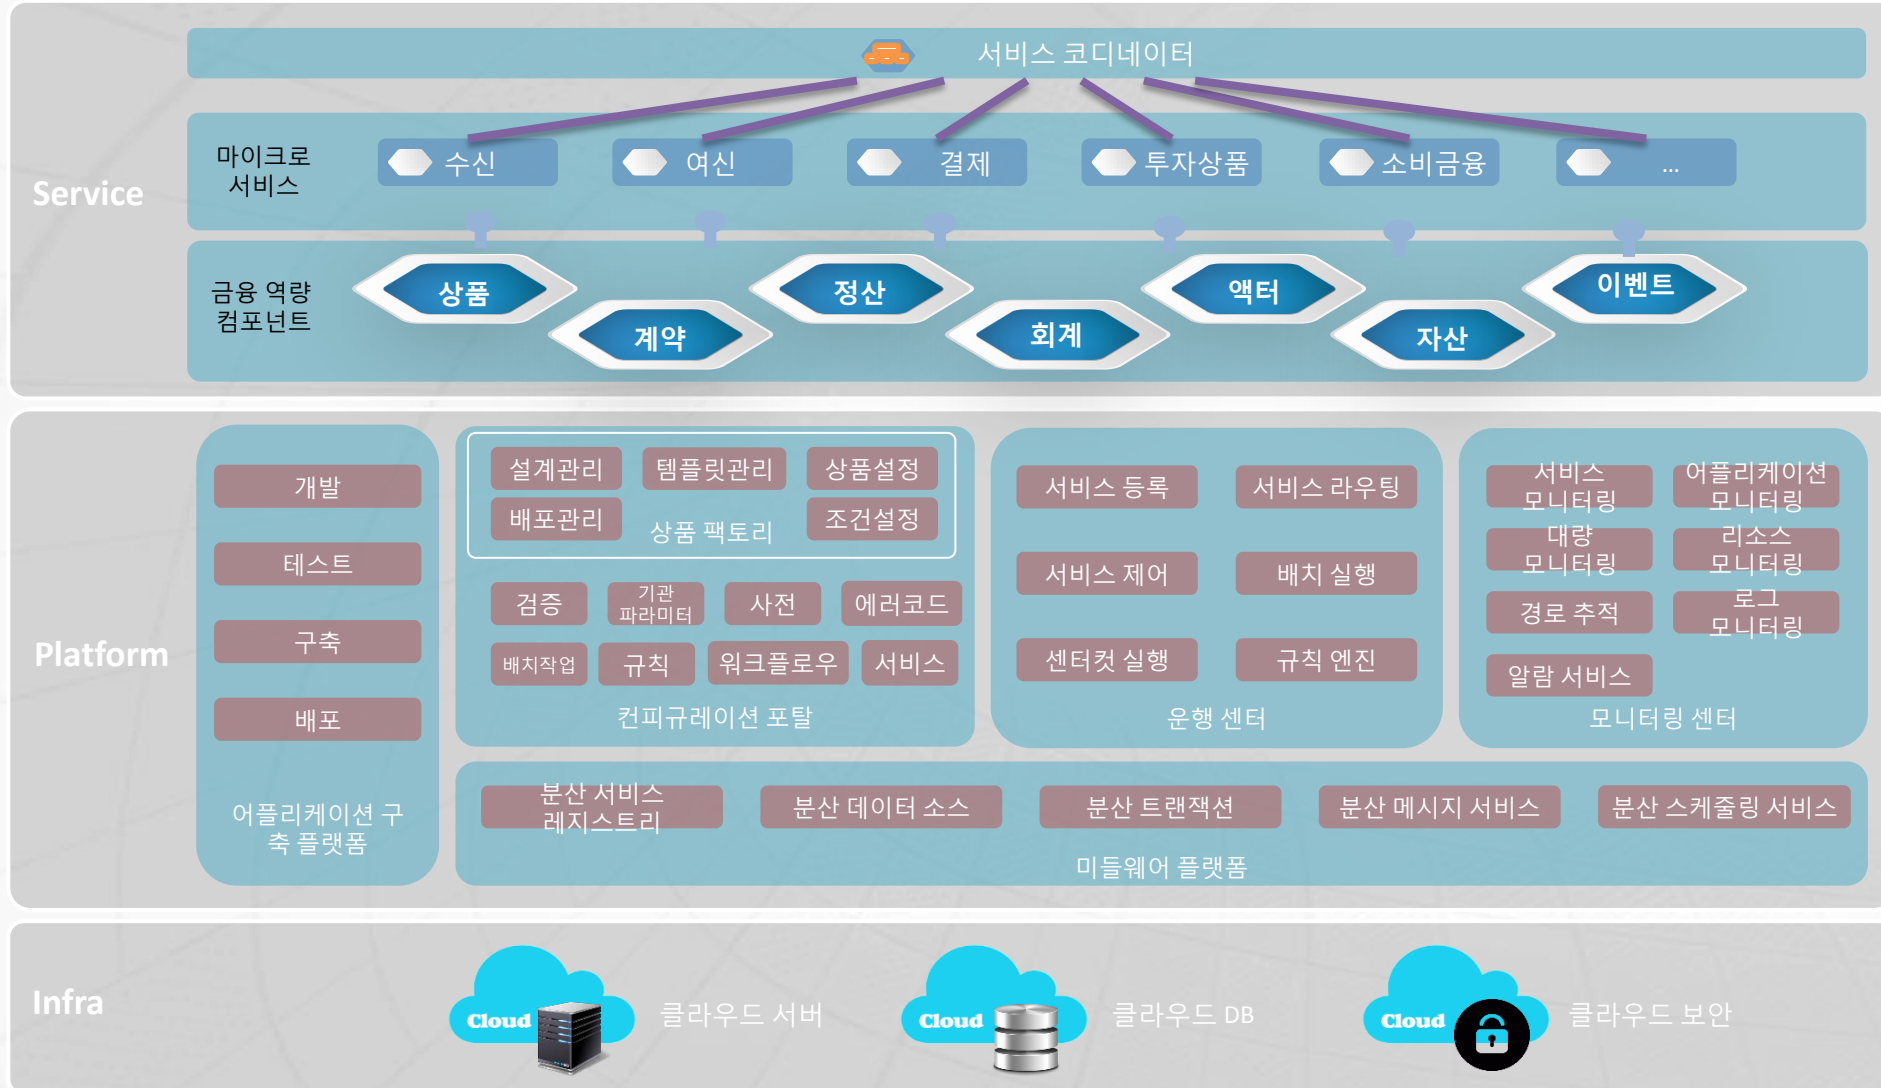 서비스 코디네이터
마이크로
서비스
수신
여신
결제
투자상품
소비금융
...
Service
금융 역량
컴포넌트
상품
계약
정산
회계
액터
자산
이벤트
Platform
개발
테스트
구축
배포
어플리케이션 구
축 플랫폼
설계관리
템플릿관리
상품설정
배포관리
상품 팩토리
조건설정
검증
기관
파라미터
사전
에러코드
배치작업
규칙
워크플로우
서비스
컨피규레이션 포탈
서비스 등록
서비스 라우팅
서비스 제어
배치 실행
센터컷 실행
규칙 엔진
운행 센터
서비스
모니터링
어플리케이션
모니터링
대량
모니터링
리소스
모니터링
경로 추적
로그
모니터링
알람 서비스
모니터링 센터
분산 서비스
레지스트리
분산 데이터 소스
분산 트랜잭션
분산 메시지 서비스
분산 스케줄링 서비스
미들웨어 플랫폼
Infra
Cloud
클라우드 서버
Cloud
클라우드 DB
Cloud
클라우드 보안